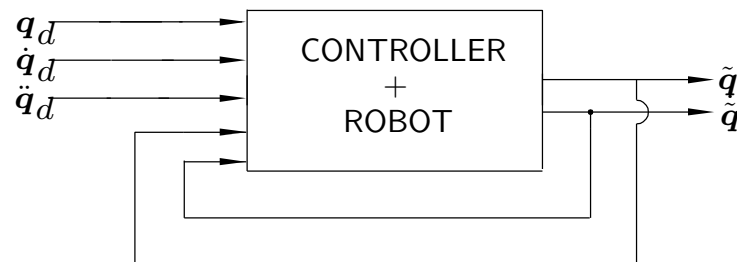 q_d
q̇_d
q̈_d
CONTROLLER
+
ROBOT
q̃
q̃